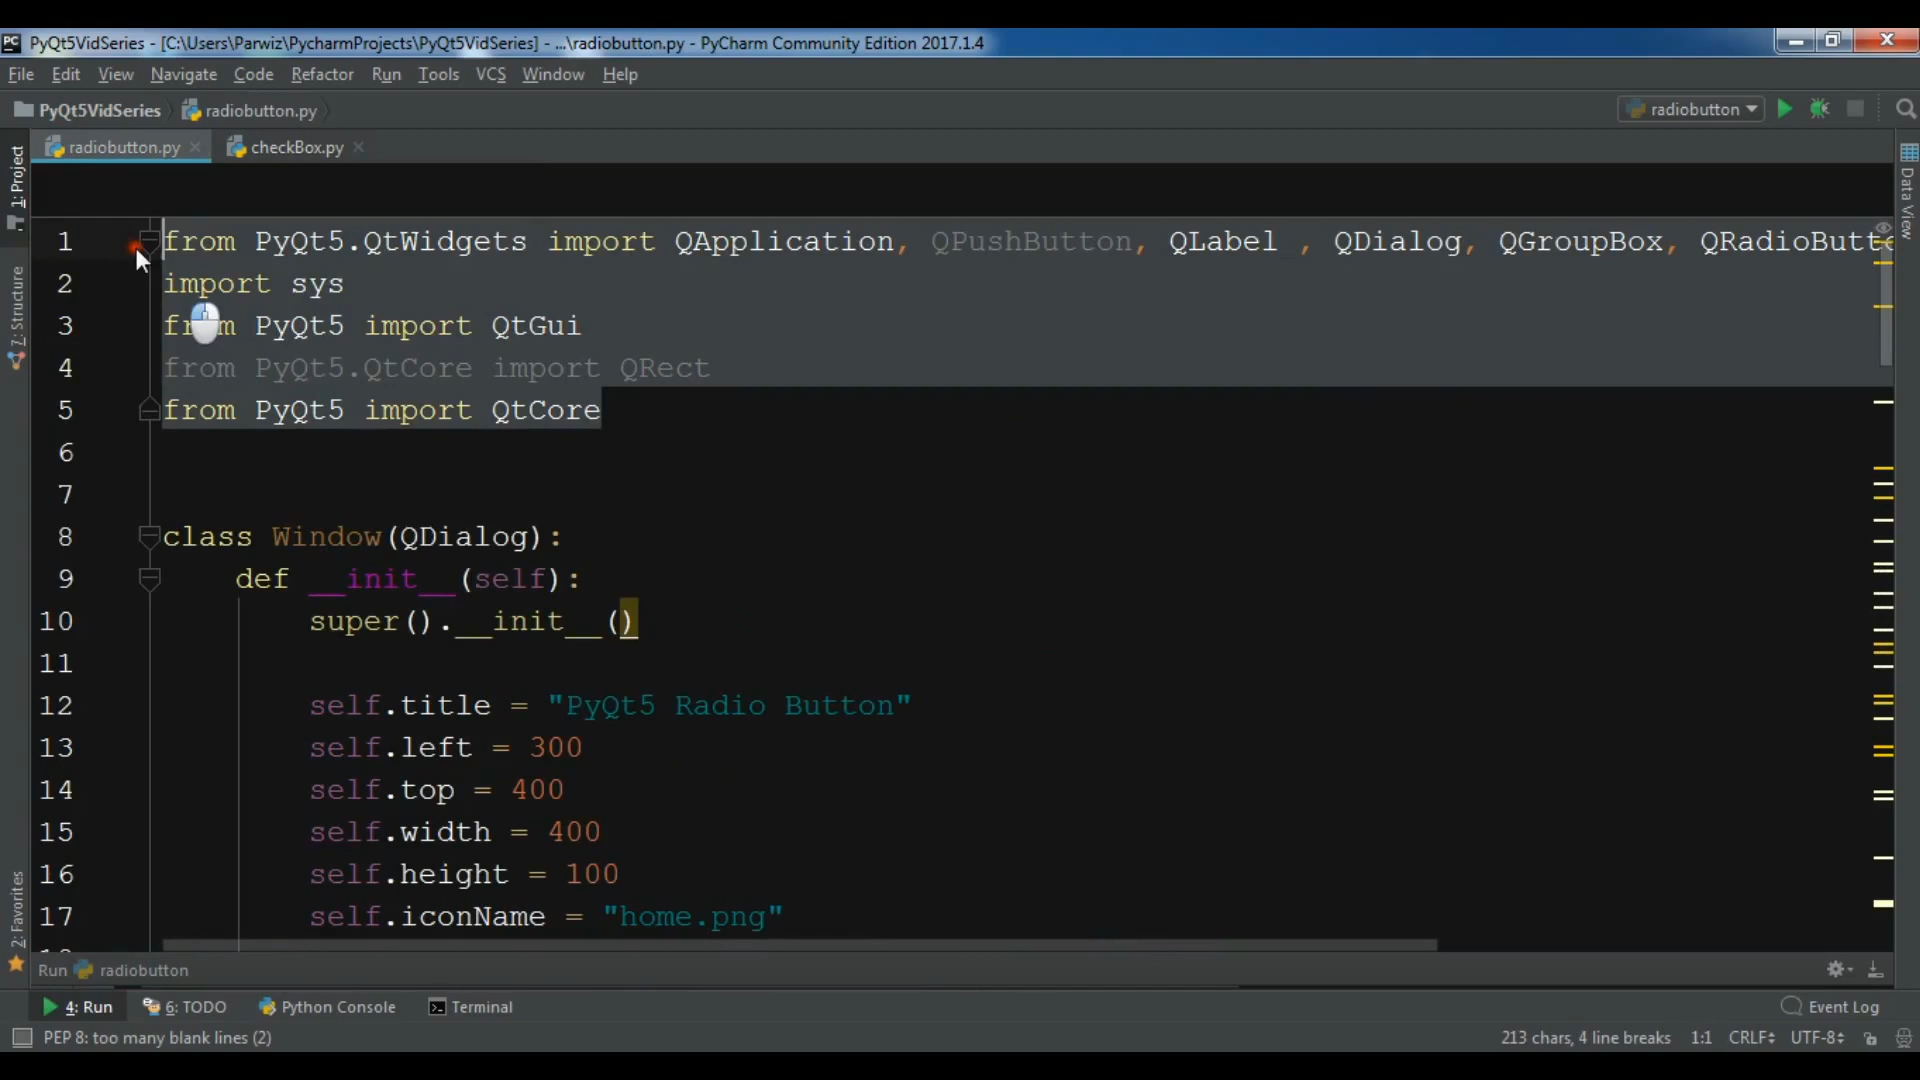 PC PyQt5VidSeries - [C:\Users\Parwiz\PycharmProjects\PyQt5VidSeries] - ...\radiobutton.py - PyCharm Community Edition 2017.1.4
File Edit View Navigate Code Refactor Run Tools VCS Window Help
PyQt5VidSeries radiobutton.py radiobutton
radiobutton.py checkBox.py
1: Project
7: Structure
2: Favorites
Data View
1 from PyQt5.QtWidgets import QApplication, QPushButton, QLabel , QDialog, QGroupBox, QRadioButt
2 import sys
3 from PyQt5 import QtGui
4 from PyQt5.QtCore import QRect
5 from PyQt5 import QtCore
6
7
8 class Window(QDialog):
9 def __init__(self):
10 super().__init__()
11
12 self.title = "PyQt5 Radio Button"
13 self.left = 300
14 self.top = 400
15 self.width = 400
16 self.height = 100
17 self.iconName = "home.png"
Run radiobutton
4: Run 6: TODO Python Console Terminal Event Log
PEP 8: too many blank lines (2) 213 chars, 4 line breaks 1:1 CRLF UTF-8